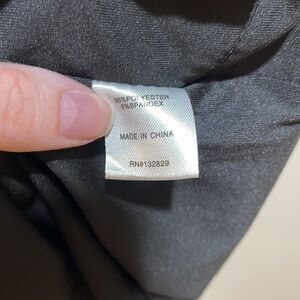 95%POLYESTER
5%SPANDEX
MADE IN CHINA
RN#132829